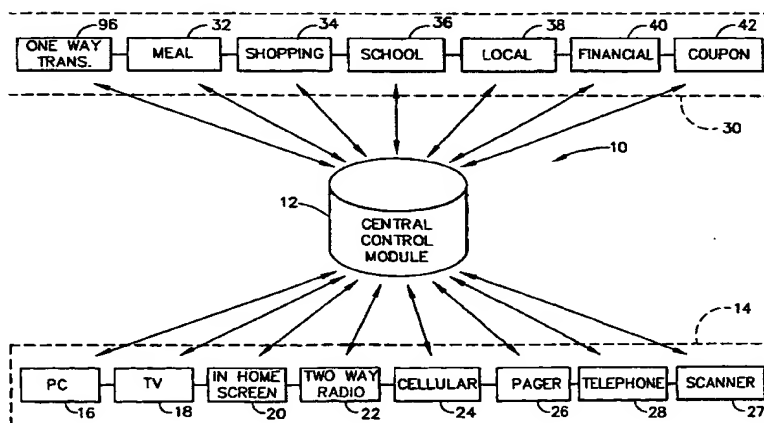 96 32 34 36 38 40 42
ONE WAY TRANS. MEAL SHOPPING SCHOOL LOCAL FINANCIAL COUPON
30
10
12
CENTRAL
CONTROL
MODULE
14
PC TV IN HOME SCREEN TWO WAY RADIO CELLULAR PAGER TELEPHONE SCANNER
16 18 20 22 24 26 28 27